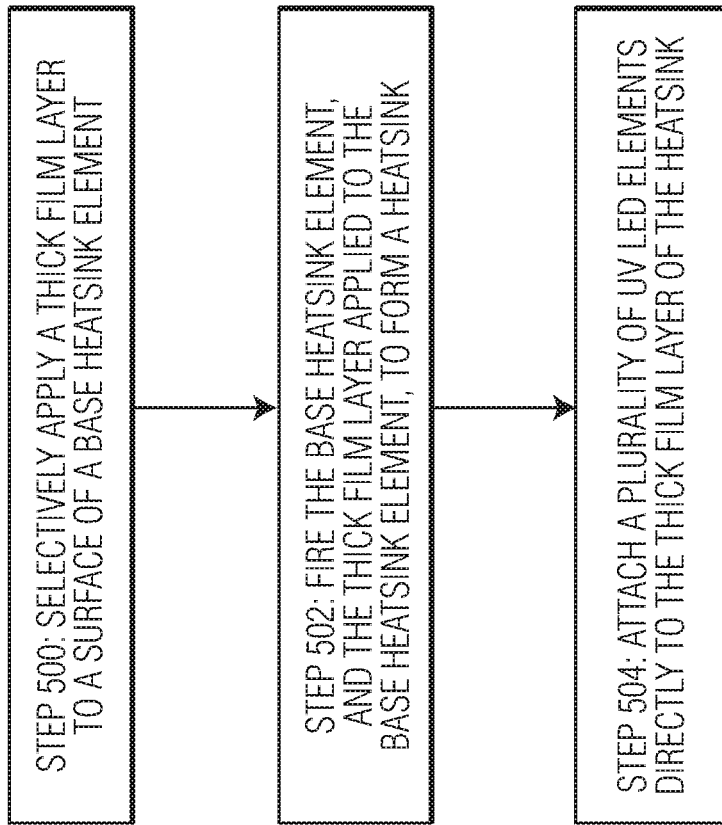 STEP 500: SELECTIVELY APPLY A THICK FILM LAYER
TO A SURFACE OF A BASE HEATSINK ELEMENT
STEP 502: FIRE THE BASE HEATSINK ELEMENT,
AND THE THICK FILM LAYER APPLIED TO THE
BASE HEATSINK ELEMENT, TO FORM A HEATSINK
STEP 504: ATTACH A PLURALITY OF UV LED ELEMENTS
DIRECTLY TO THE THICK FILM LAYER OF THE HEATSINK